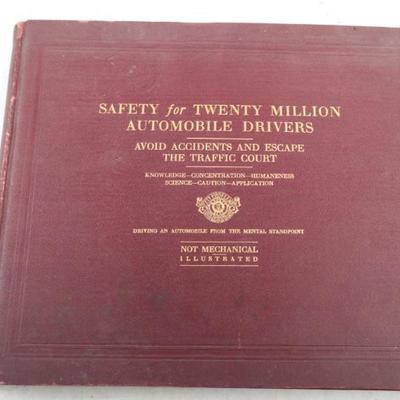 SAFETY for TWENTY MILLION
AUTOMOBILE DRIVERS
AVOID ACCIDENTS AND ESCAPE
THE TRAFFIC COURT
KNOWLEDGE—CONCENTRATION—HUMANENESS
SCIENCE—CAUTION—APPLICATION
DRIVING AN AUTOMOBILE FROM THE MENTAL STANDPOINT
NOT MECHANICAL
ILLUSTRATED